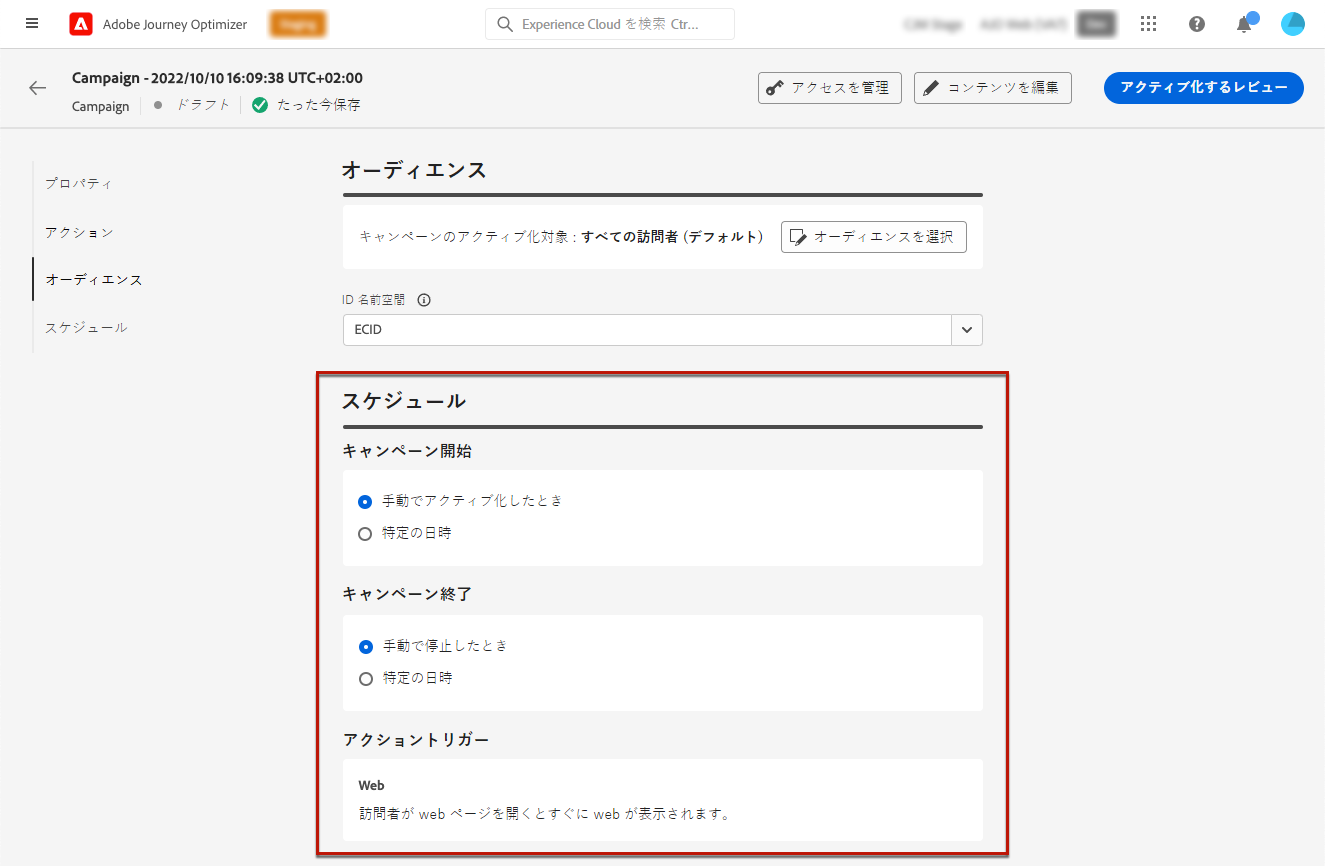 Adobe Journey Optimizer
Experience Cloud を検索 Ctr...
Campaign - 2022/10/10 16:09:38 UTC+02:00
Campaign
ドラフト
たった今保存
アクセスを管理
コンテンツを編集
アクティブ化するレビュー
プロパティ
アクション
オーディエンス
スケジュール
オーディエンス
キャンペーンのアクティブ化対象 : すべての訪問者 (デフォルト)
オーディエンスを選択
ID 名前空間
ECID
スケジュール
キャンペーン開始
手動でアクティブ化したとき
特定の日時
キャンペーン終了
手動で停止したとき
特定の日時
アクショントリガー
Web
訪問者が web ページを開くとすぐに web が表示されます。